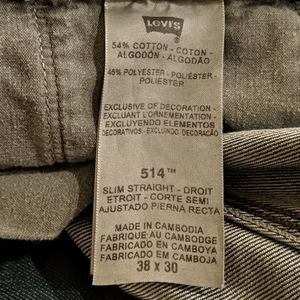 LEVI'S
54% COTTON - COTON -
ALGODÓN - ALGODÃO
46% POLYESTER - POLIÉSTER
POLIESTER
EXCLUSIVE OF DECORATION -
EXCLUANT L'ORNEMENTATION -
EXCLUYENDO ELEMENTOS
DECORATIVOS - EXCLUINDO DECORAÇÃO
514™
SLIM STRAIGHT - DROIT
ETROIT - CORTE SEMI
AJUSTADO PIERNA RECTA
MADE IN CAMBODIA
FABRIQUÉ AU CAMBODGE
FABRICADO EN CAMBOYA
FABRICADO EM CAMBOJA
38 X 30